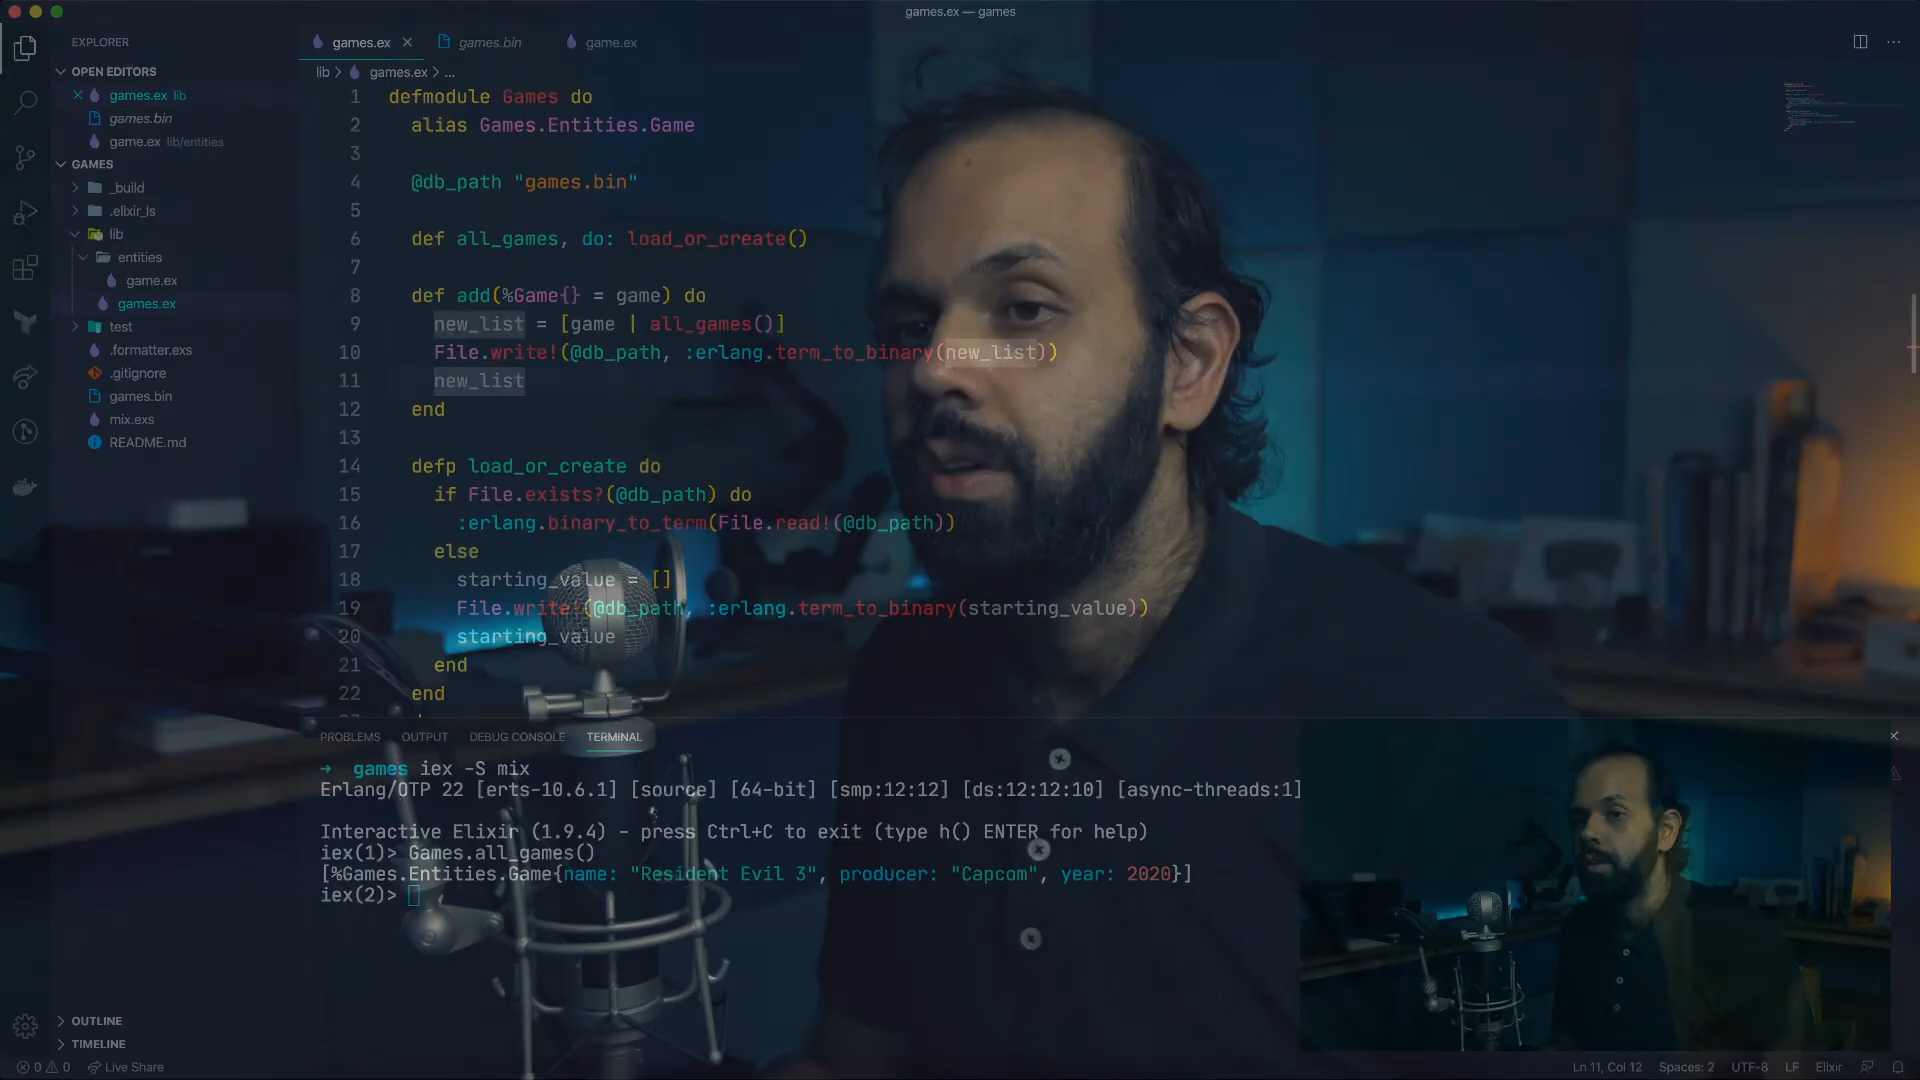 games.ex — games
EXPLORER
OPEN EDITORS
games.ex lib
games.bin
game.ex lib/entities
GAMES
_build
.elixir_ls
lib
entities
game.ex
games.ex
test
.formatter.exs
.gitignore
games.bin
mix.exs
README.md
OUTLINE
TIMELINE
games.ex
games.bin
game.ex
lib > games.ex > ...
1 defmodule Games do
2 alias Games.Entities.Game
3
4 @db_path "games.bin"
5
6 def all_games, do: load_or_create()
7
8 def add(%Game{} = game) do
9 new_list = [game | all_games()]
10 File.write!(@db_path, :erlang.term_to_binary(new_list))
11 new_list
12 end
13
14 defp load_or_create do
15 if File.exists?(@db_path) do
16 :erlang.binary_to_term(File.read!(@db_path))
17 else
18 starting_value = []
19 File.write!(@db_path, :erlang.term_to_binary(starting_value))
20 starting_value
21 end
22 end
PROBLEMS OUTPUT DEBUG CONSOLE TERMINAL
→ games iex -S mix
Erlang/OTP 22 [erts-10.6.1] [source] [64-bit] [smp:12:12] [ds:12:12:10] [async-threads:1]
Interactive Elixir (1.9.4) - press Ctrl+C to exit (type h() ENTER for help)
iex(1)> Games.all_games()
[%Games.Entities.Game{name: "Resident Evil 3", producer: "Capcom", year: 2020}]
iex(2)>
0 0 Live Share
Ln 11, Col 12 Spaces: 2 UTF-8 LF Elixir